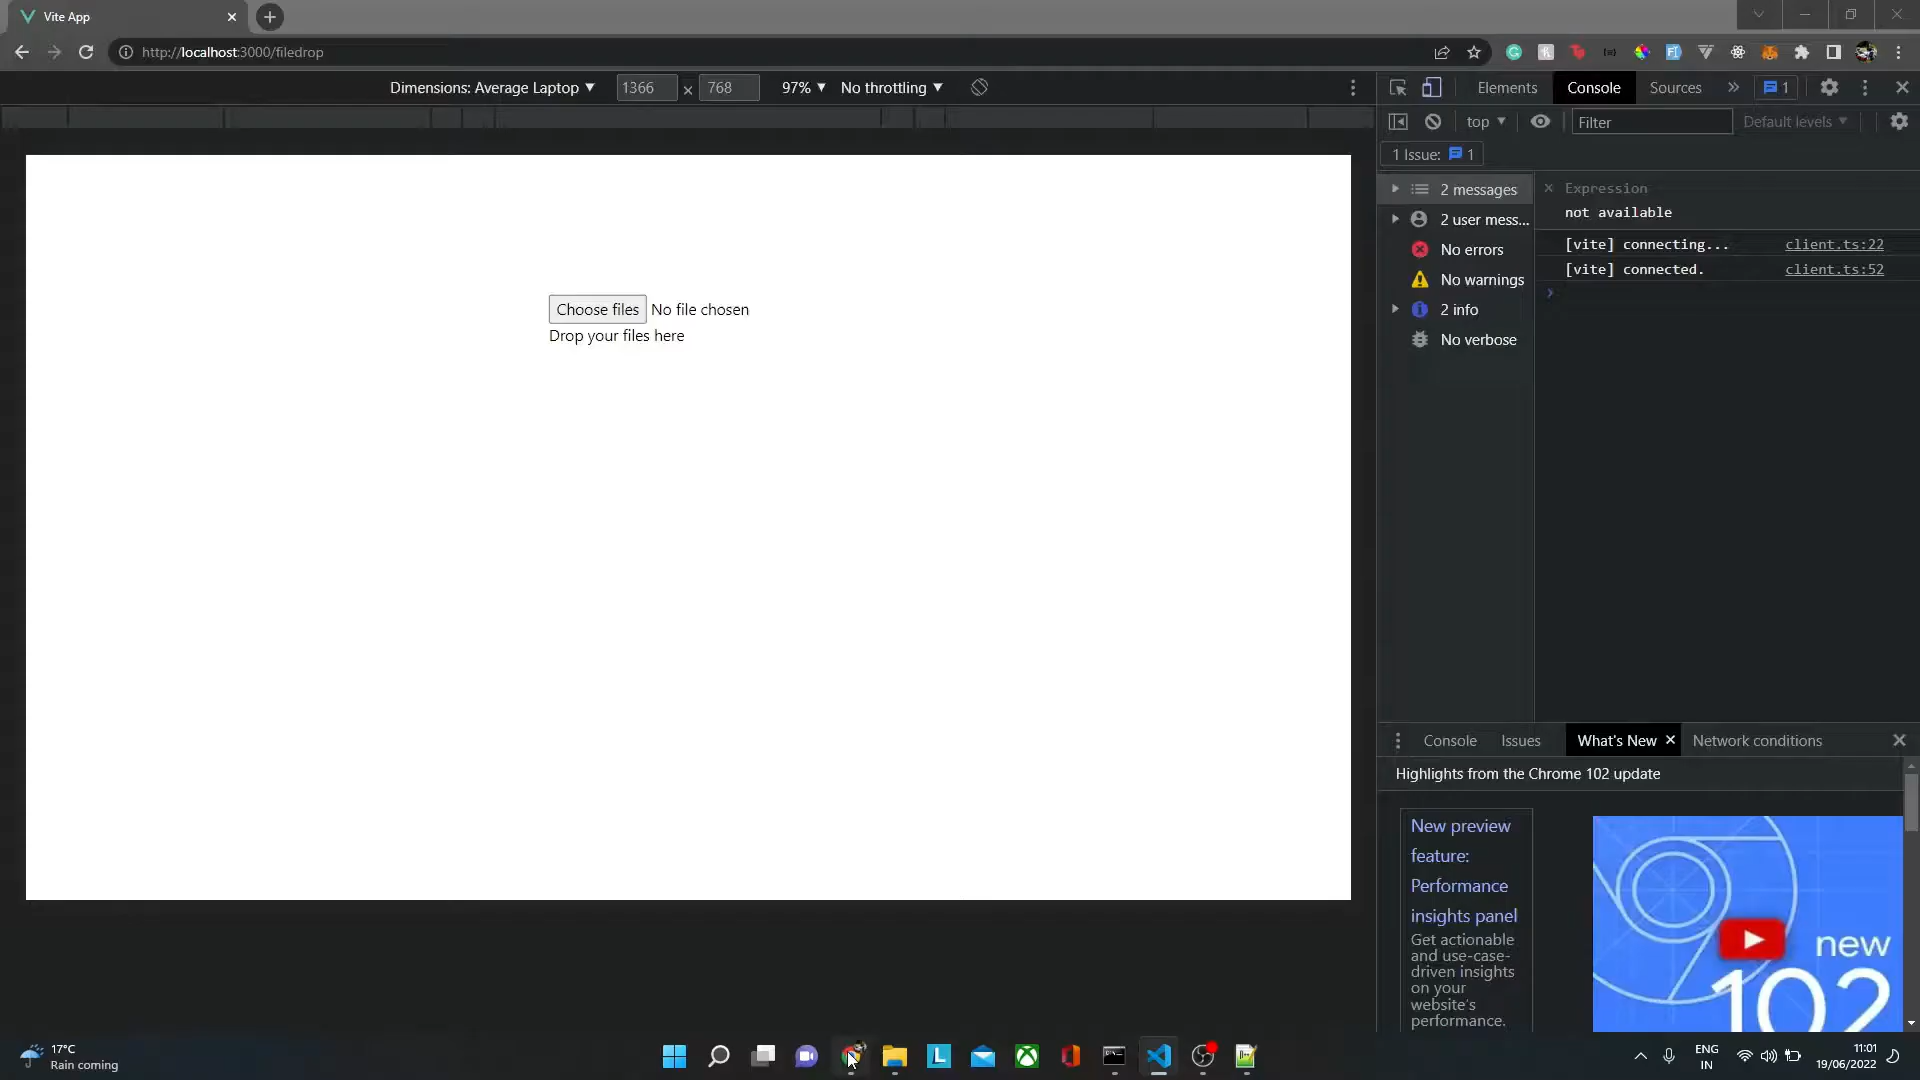 Vite App
http://localhost:3000/filedrop
Dimensions: Average Laptop 1366 × 768 97% No throttling
Elements Console Sources 1
top Filter Default levels
1 Issue: 1
2 messages
2 user mess...
No errors
No warnings
2 info
No verbose
Expression
not available
[vite] connecting... client.ts:22
[vite] connected. client.ts:52
Choose files No file chosen
Drop your files here
Console Issues What's New Network conditions
Highlights from the Chrome 102 update
New preview
feature:
Performance
insights panel
Get actionable
and use-case-
driven insights
on your
website's
performance.
new
102
17°C
Rain coming
ENG
IN
11:01
19/06/2022